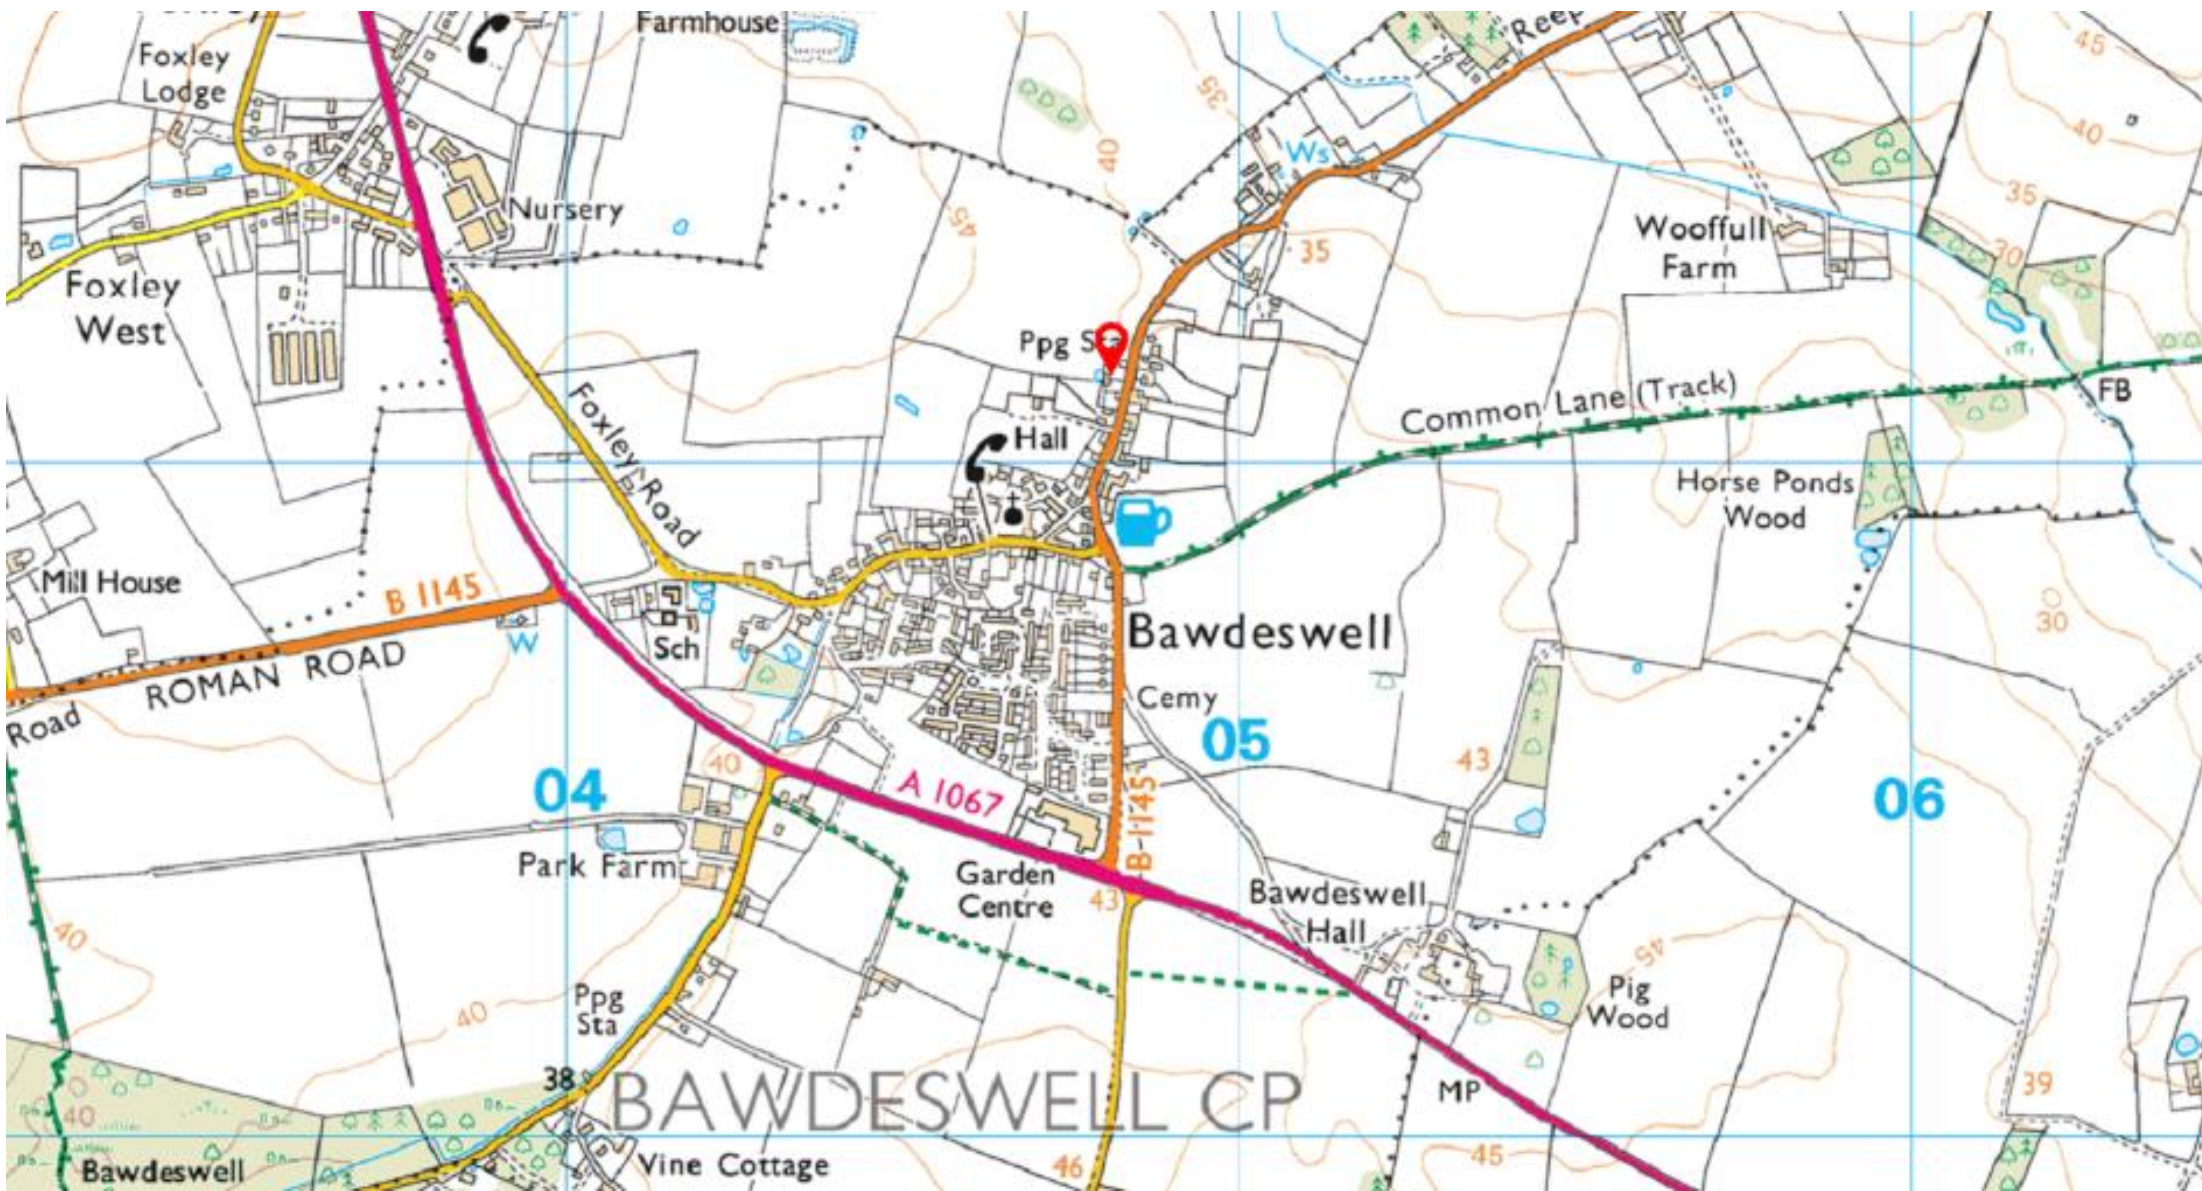 Farmhouse
Reep
Foxley
Lodge
45
35
40
40
Ws
Nursery
45
35
35
Wooffull
Farm
30
Foxley
West
Ppg Sta
Common Lane (Track)
FB
Foxley Road
Hall
Horse Ponds
Wood
Mill House
B 1145
W
Sch
ROMAN ROAD
Road
Bawdeswell
30
Cemy
05
43
40
04
A 1067
B 1145
06
Park Farm
Garden
Centre
43
Bawdeswell
Hall
40
45
Ppg
Sta
40
Pig
Wood
38
BAWDESWELL CP
MP
39
40
Bawdeswell
Vine Cottage
46
45